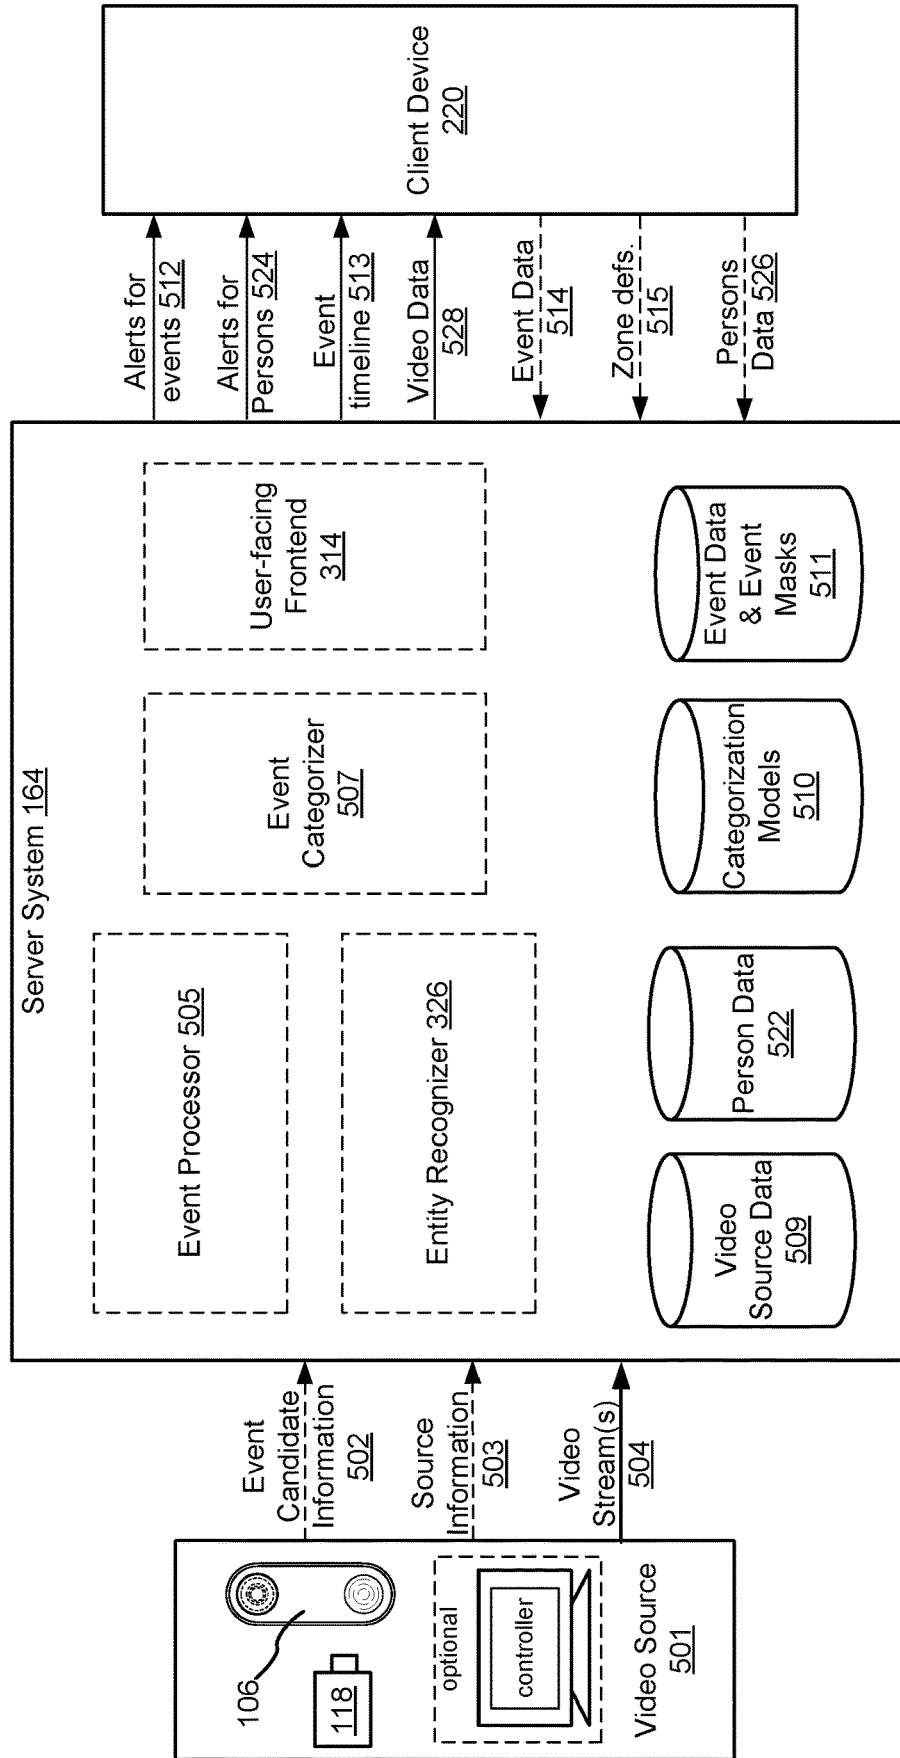 Server System 164
106
118
optional
controller
Video Source
501
Event
Candidate
Information
502
Source
Information
503
Video
Stream(s)
504
Event Processor 505
Entity Recognizer 326
Event
Categorizer
507
User-facing
Frontend
314
Video
Source Data
509
Person Data
522
Categorization
Models
510
Event Data
& Event
Masks
511
Alerts for
events 512
Alerts for
Persons 524
Event
timeline 513
Video Data
528
Event Data
514
Zone defs.
515
Persons
Data 526
Client Device
220